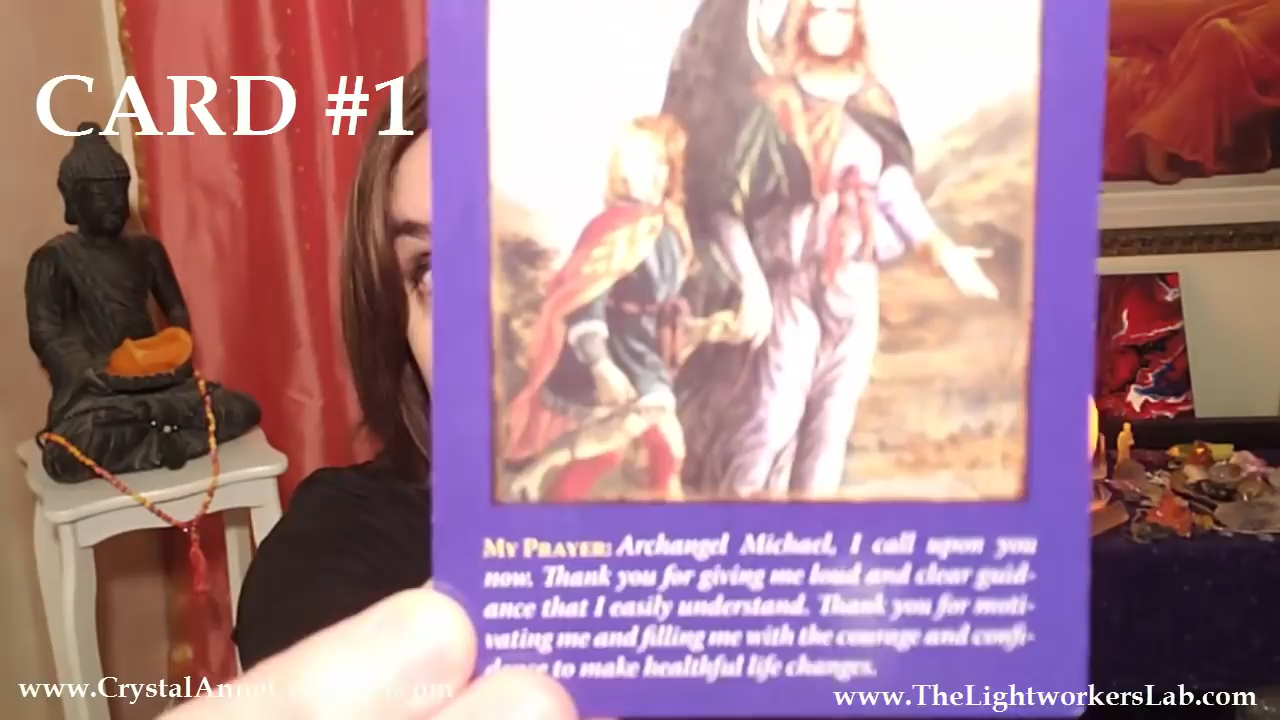 CARD #1
MY PRAYER: Archangel Michael, I call upon you
now. Thank you for giving me loud and clear guid-
ance that I easily understand. Thank you for moti-
vating me and filling me with the courage and confi-
dence to make healthful life changes.
www.TheLightworkersLab.com